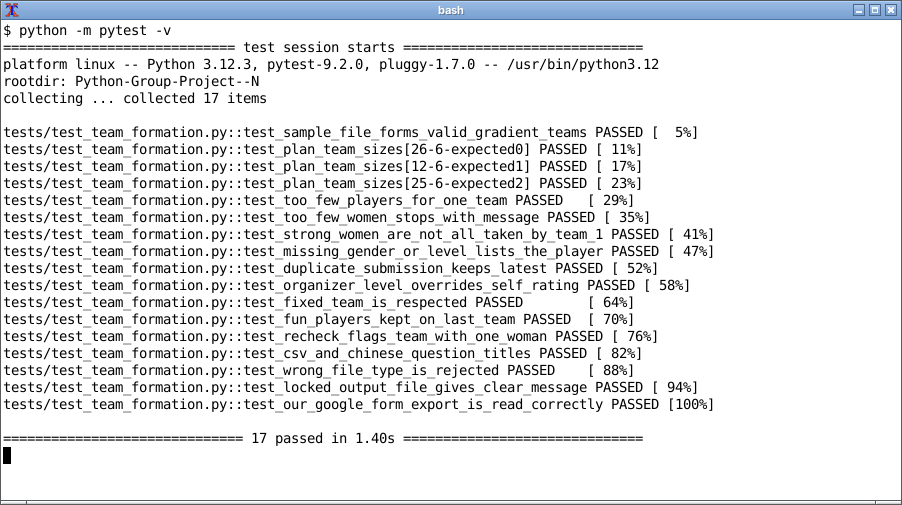 bash
$ python -m pytest -v
============================= test session starts ==============================
platform linux -- Python 3.12.3, pytest-9.2.0, pluggy-1.7.0 -- /usr/bin/python3.12
rootdir: Python-Group-Project--N
collecting ... collected 17 items
tests/test_team_formation.py::test_sample_file_forms_valid_gradient_teams PASSED [  5%]
tests/test_team_formation.py::test_plan_team_sizes[26-6-expected0] PASSED [ 11%]
tests/test_team_formation.py::test_plan_team_sizes[12-6-expected1] PASSED [ 17%]
tests/test_team_formation.py::test_plan_team_sizes[25-6-expected2] PASSED [ 23%]
tests/test_team_formation.py::test_too_few_players_for_one_team PASSED   [ 29%]
tests/test_team_formation.py::test_too_few_women_stops_with_message PASSED [ 35%]
tests/test_team_formation.py::test_strong_women_are_not_all_taken_by_team_1 PASSED [ 41%]
tests/test_team_formation.py::test_missing_gender_or_level_lists_the_player PASSED [ 47%]
tests/test_team_formation.py::test_duplicate_submission_keeps_latest PASSED [ 52%]
tests/test_team_formation.py::test_organizer_level_overrides_self_rating PASSED [ 58%]
tests/test_team_formation.py::test_fixed_team_is_respected PASSED        [ 64%]
tests/test_team_formation.py::test_fun_players_kept_on_last_team PASSED  [ 70%]
tests/test_team_formation.py::test_recheck_flags_team_with_one_woman PASSED [ 76%]
tests/test_team_formation.py::test_csv_and_chinese_question_titles PASSED [ 82%]
tests/test_team_formation.py::test_wrong_file_type_is_rejected PASSED    [ 88%]
tests/test_team_formation.py::test_locked_output_file_gives_clear_message PASSED [ 94%]
tests/test_team_formation.py::test_our_google_form_export_is_read_correctly PASSED [100%]
============================== 17 passed in 1.40s ==============================